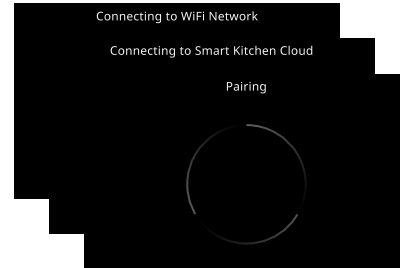 Connecting to WiFi Network
Connecting to Smart Kitchen Cloud
Pairing